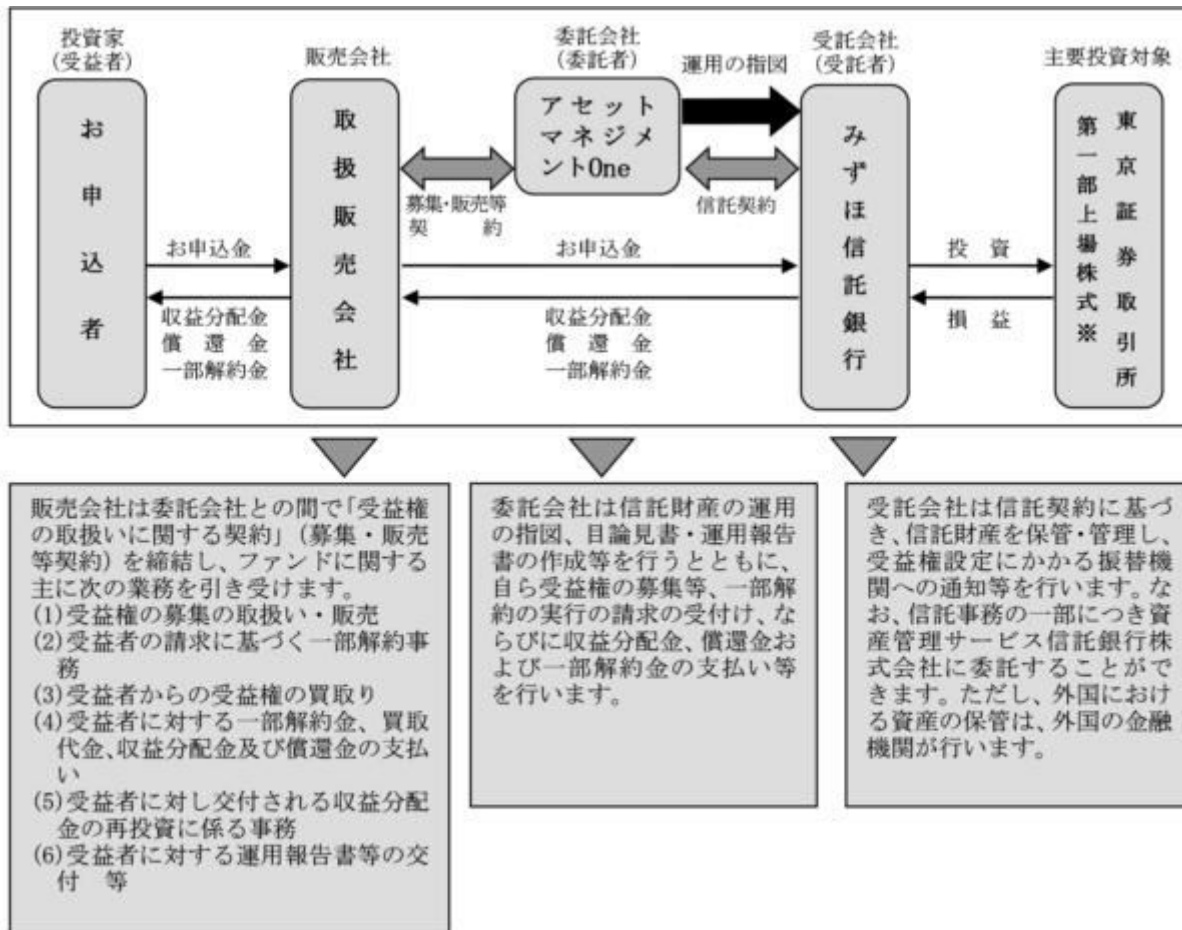 投資家
(受益者)
お申込者
販売会社
取扱販売会社
委託会社
(委託者)
アセット
マネジメ
ントOne
運用の指図
受託会社
(受託者)
みずほ信託銀行
主要投資対象
東京証券取引所
第一部上場株式※
募集・販売等
契約
信託契約
お申込金
収益分配金
償還金
一部解約金
お申込金
収益分配金
償還金
一部解約金
投資
損益
販売会社は委託会社との間で「受益権
の取扱いに関する契約」(募集・販売
等契約)を締結し、ファンドに関する
主に次の業務を引き受けます。
(1)受益権の募集の取扱い・販売
(2)受益者の請求に基づく一部解約事
務
(3)受益者からの受益権の買取り
(4)受益者に対する一部解約金、買取
代金、収益分配金及び償還金の支払
い
(5)受益者に対し交付される収益分配
金の再投資に係る事務
(6)受益者に対する運用報告書等の交
付 等
委託会社は信託財産の運用
の指図、目論見書・運用報告
書の作成等を行うとともに、
自ら受益権の募集等、一部解
約の実行の請求の受付け、な
らびに収益分配金、償還金お
よび一部解約金の支払い等
を行います。
受託会社は信託契約に基づ
き、信託財産を保管・管理し、
受益権設定にかかる振替機
関への通知等を行います。な
お、信託事務の一部につき資
産管理サービス信託銀行株
式会社に委託することがで
きます。ただし、外国におけ
る資産の保管は、外国の金融
機関が行います。